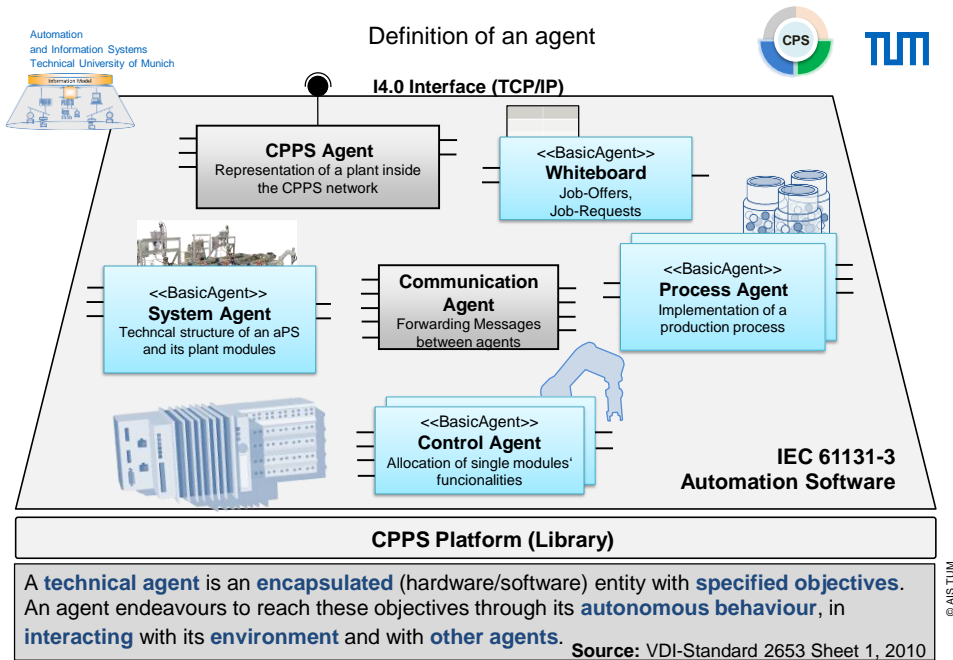 Automation
and Information Systems
Technical University of Munich
Information Model
Definition of an agent
CPS
TUM
I4.0 Interface (TCP/IP)
CPPS Agent
Representation of a plant inside
the CPPS network
<<BasicAgent>>
Whiteboard
Job-Offers,
Job-Requests
<<BasicAgent>>
System Agent
Techncal structure of an aPS
and its plant modules
Communication
Agent
Forwarding Messages
between agents
<<BasicAgent>>
Process Agent
Implementation of a
production process
<<BasicAgent>>
Control Agent
Allocation of single modules‘
funcionalities
IEC 61131-3
Automation Software
CPPS Platform (Library)
A technical agent is an encapsulated (hardware/software) entity with specified objectives.
An agent endeavours to reach these objectives through its autonomous behaviour, in
interacting with its environment and with other agents.
Source: VDI-Standard 2653 Sheet 1, 2010
© AIS TUM